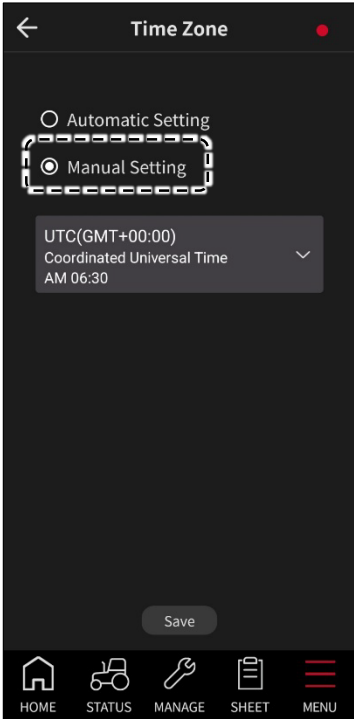 Time Zone
Automatic Setting
Manual Setting
UTC(GMT+00:00)
Coordinated Universal Time
AM 06:30
Save
HOME STATUS MANAGE SHEET MENU